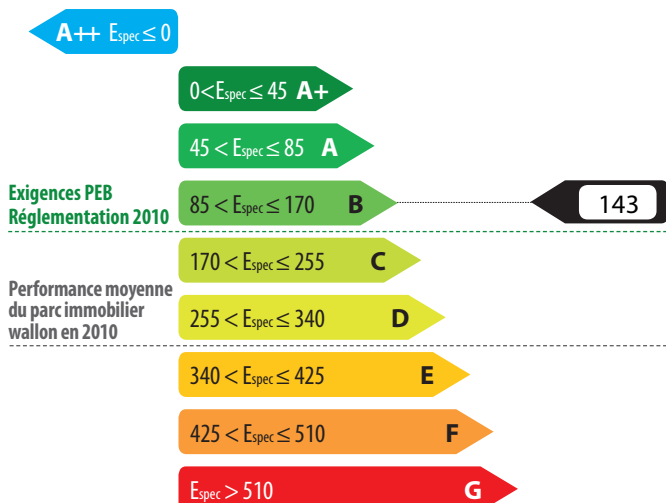 A++ Espec ≤ 0
0<Espec ≤ 45 A+
45 < Espec ≤ 85 A
Exigences PEB
Réglementation 2010
85 < Espec ≤ 170 B
143
170 < Espec ≤ 255 C
Performance moyenne
du parc immobilier
wallon en 2010
255 < Espec ≤ 340 D
340 < Espec ≤ 425 E
425 < Espec ≤ 510 F
Espec > 510 G